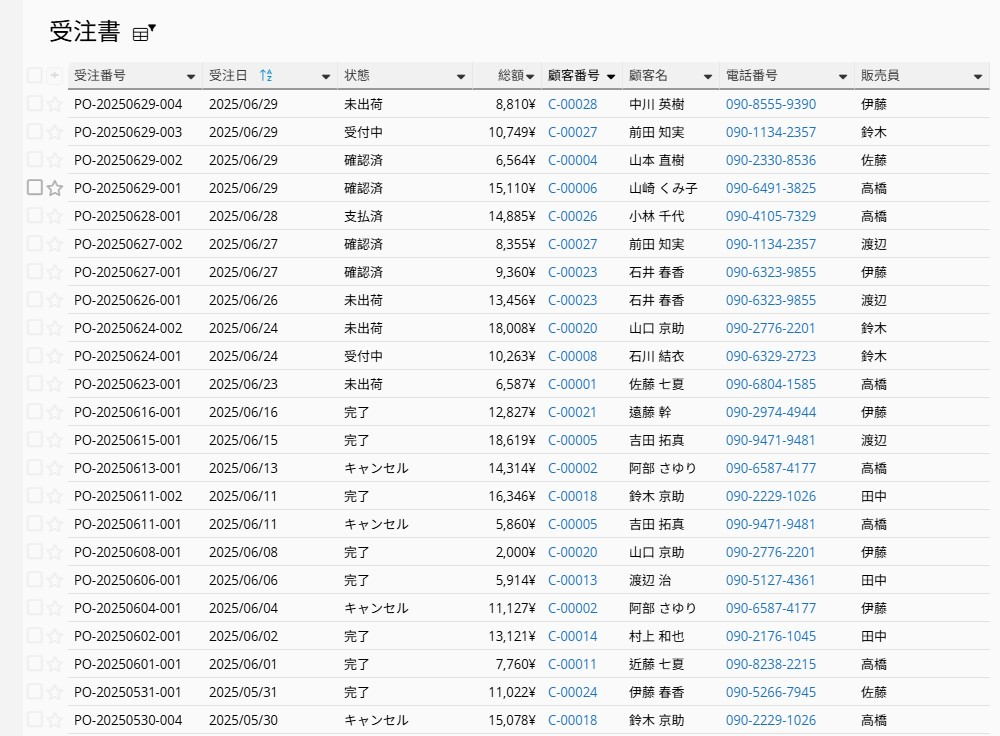 受注書
受注番号 受注日 状態 総額 顧客番号 顧客名 電話番号 販売員
PO-20250629-004 2025/06/29 未出荷 8,810¥ C-00028 中川 英樹 090-8555-9390 伊藤
PO-20250629-003 2025/06/29 受付中 10,749¥ C-00027 前田 知実 090-1134-2357 鈴木
PO-20250629-002 2025/06/29 確認済 6,564¥ C-00004 山本 直樹 090-2330-8536 佐藤
PO-20250629-001 2025/06/29 確認済 15,110¥ C-00006 山崎 くみ子 090-6491-3825 高橋
PO-20250628-001 2025/06/28 支払済 14,885¥ C-00026 小林 千代 090-4105-7329 高橋
PO-20250627-002 2025/06/27 確認済 8,355¥ C-00027 前田 知実 090-1134-2357 渡辺
PO-20250627-001 2025/06/27 確認済 9,360¥ C-00023 石井 春香 090-6323-9855 伊藤
PO-20250626-001 2025/06/26 未出荷 13,456¥ C-00023 石井 春香 090-6323-9855 渡辺
PO-20250624-002 2025/06/24 未出荷 18,008¥ C-00020 山口 京助 090-2776-2201 鈴木
PO-20250624-001 2025/06/24 受付中 10,263¥ C-00008 石川 結衣 090-6329-2723 鈴木
PO-20250623-001 2025/06/23 未出荷 6,587¥ C-00001 佐藤 七夏 090-6804-1585 高橋
PO-20250616-001 2025/06/16 完了 12,827¥ C-00021 遠藤 幹 090-2974-4944 伊藤
PO-20250615-001 2025/06/15 完了 18,619¥ C-00005 吉田 拓真 090-9471-9481 渡辺
PO-20250613-001 2025/06/13 キャンセル 14,314¥ C-00002 阿部 さゆり 090-6587-4177 高橋
PO-20250611-002 2025/06/11 完了 16,346¥ C-00018 鈴木 京助 090-2229-1026 田中
PO-20250611-001 2025/06/11 キャンセル 5,860¥ C-00005 吉田 拓真 090-9471-9481 高橋
PO-20250608-001 2025/06/08 完了 2,000¥ C-00020 山口 京助 090-2776-2201 伊藤
PO-20250606-001 2025/06/06 完了 5,914¥ C-00013 渡辺 治 090-5127-4361 田中
PO-20250604-001 2025/06/04 キャンセル 11,127¥ C-00002 阿部 さゆり 090-6587-4177 伊藤
PO-20250602-001 2025/06/02 完了 13,121¥ C-00014 村上 和也 090-2176-1045 田中
PO-20250601-001 2025/06/01 完了 7,760¥ C-00011 近藤 七夏 090-8238-2215 高橋
PO-20250531-001 2025/05/31 完了 11,022¥ C-00024 伊藤 春香 090-5266-7945 佐藤
PO-20250530-004 2025/05/30 キャンセル 15,078¥ C-00018 鈴木 京助 090-2229-1026 高橋